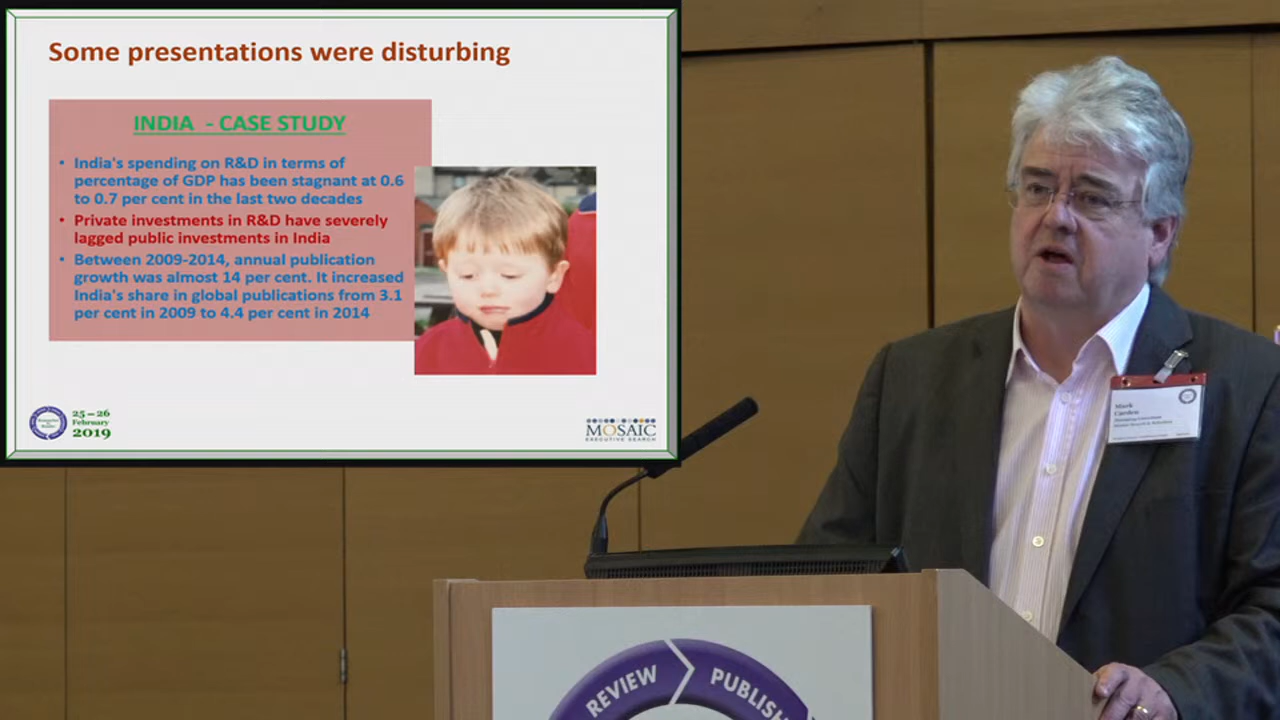 Some presentations were disturbing
INDIA - CASE STUDY
• India's spending on R&D in terms of
percentage of GDP has been stagnant at 0.6
to 0.7 per cent in the last two decades
• Private investments in R&D have severely
lagged public investments in India
• Between 2009-2014, annual publication
growth was almost 14 per cent. It increased
India's share in global publications from 3.1
per cent in 2009 to 4.4 per cent in 2014
25 – 26
February
2019
MOSAIC
EXECUTIVE SEARCH
Mark
Carden
REVIEW
PUBLISH